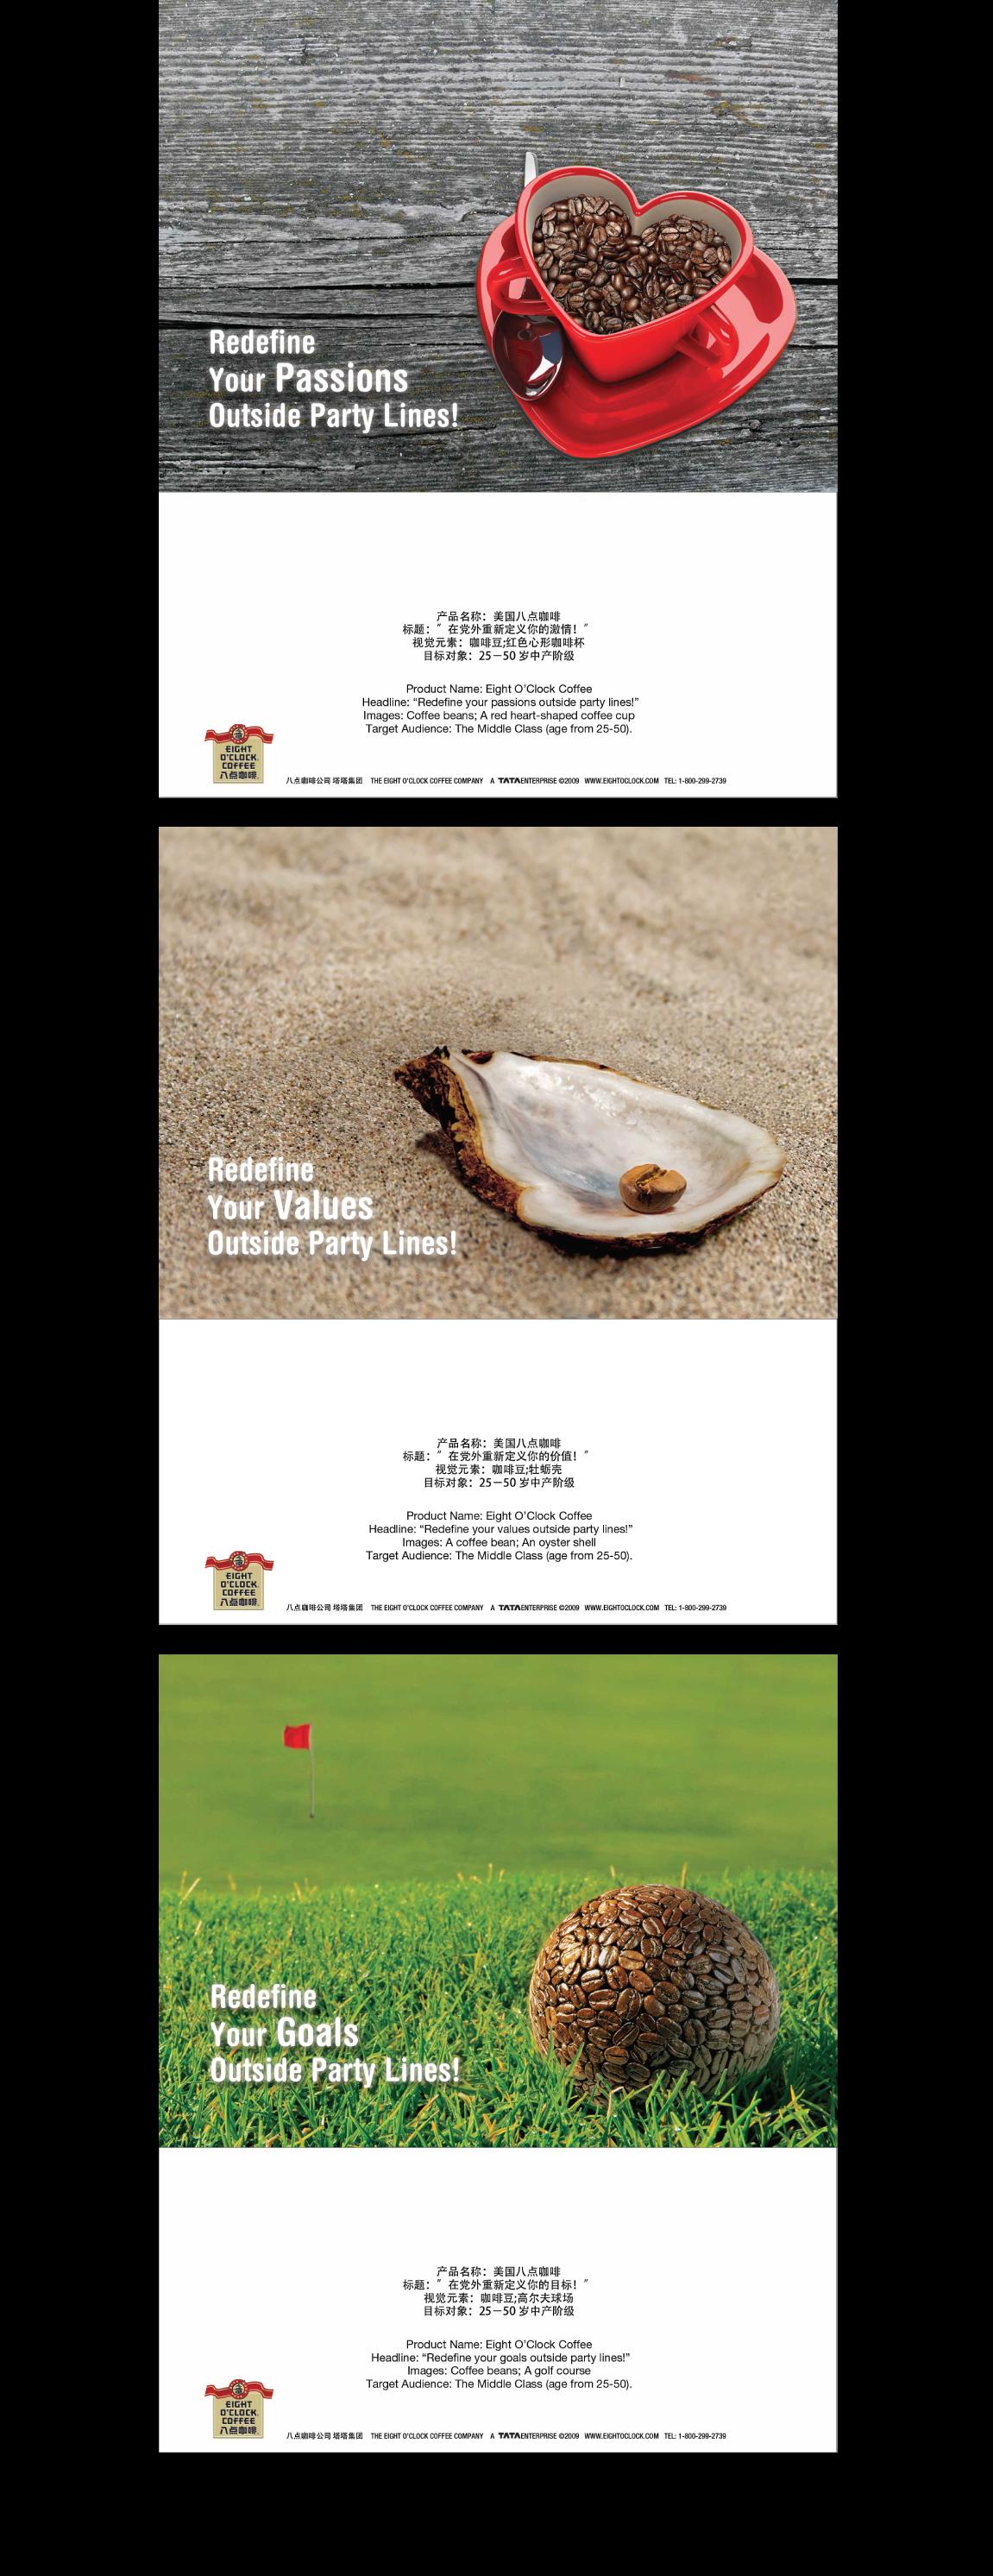 Redefine
Your Passions
Outside Party Lines!
产品名称：美国八点咖啡
标题：＂在党外重新定义你的激情！＂
视觉元素：咖啡豆;红色心形咖啡杯
目标对象：25－50 岁中产阶级
Product Name: Eight O’Clock Coffee
Headline: “Redefine your passions outside party lines!”
Images: Coffee beans; A red heart-shaped coffee cup
Target Audience: The Middle Class (age from 25-50).
EIGHT
O'CLOCK
COFFEE
八点咖啡
八点咖啡公司 塔塔集团 THE EIGHT O'CLOCK COFFEE COMPANY A TATA ENTERPRISE ©2009 WWW.EIGHTOCLOCK.COM TEL: 1-800-299-2739
Redefine
Your Values
Outside Party Lines!
产品名称：美国八点咖啡
标题：＂在党外重新定义你的价值！＂
视觉元素：咖啡豆;牡蛎壳
目标对象：25－50 岁中产阶级
Product Name: Eight O’Clock Coffee
Headline: “Redefine your values outside party lines!”
Images: A coffee bean; An oyster shell
Target Audience: The Middle Class (age from 25-50).
EIGHT
O'CLOCK
COFFEE
八点咖啡
八点咖啡公司 塔塔集团 THE EIGHT O'CLOCK COFFEE COMPANY A TATA ENTERPRISE ©2009 WWW.EIGHTOCLOCK.COM TEL: 1-800-299-2739
Redefine
Your Goals
Outside Party Lines!
产品名称：美国八点咖啡
标题：＂在党外重新定义你的目标！＂
视觉元素：咖啡豆;高尔夫球场
目标对象：25－50 岁中产阶级
Product Name: Eight O’Clock Coffee
Headline: “Redefine your goals outside party lines!”
Images: Coffee beans; A golf course
Target Audience: The Middle Class (age from 25-50).
EIGHT
O'CLOCK
COFFEE
八点咖啡
八点咖啡公司 塔塔集团 THE EIGHT O'CLOCK COFFEE COMPANY A TATA ENTERPRISE ©2009 WWW.EIGHTOCLOCK.COM TEL: 1-800-299-2739